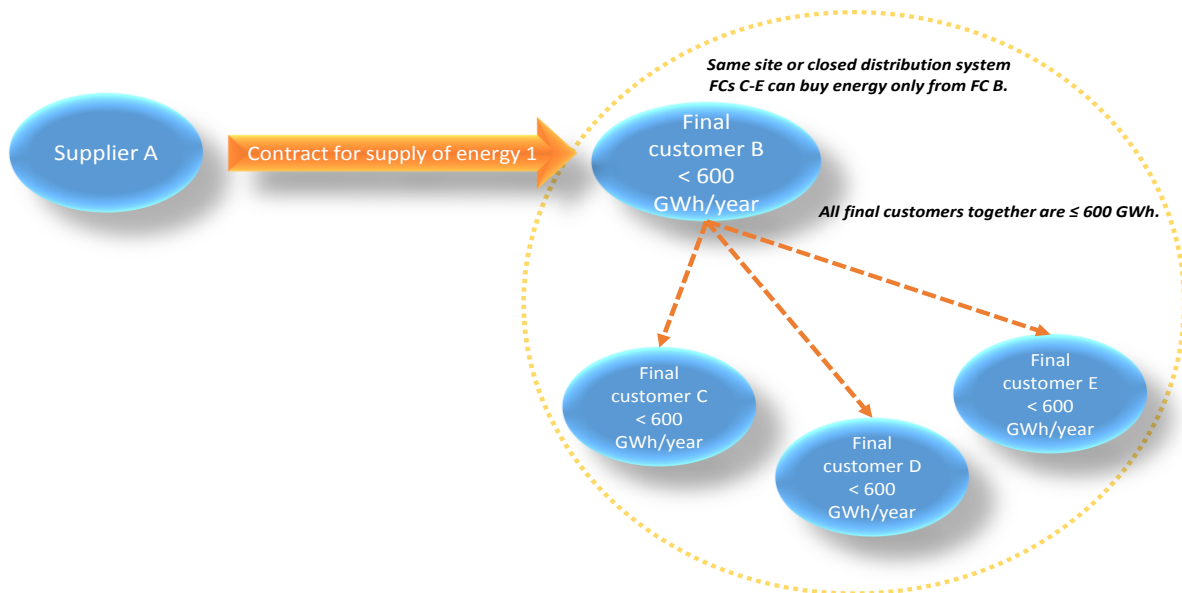 Same site or closed distribution system
FCs C-E can buy energy only from FC B.
Supplier A
Contract for supply of energy 1
Final
customer B
< 600
GWh/year
All final customers together are ≤ 600 GWh.
Final
customer C
< 600
GWh/year
Final
customer D
< 600
GWh/year
Final
customer E
< 600
GWh/year